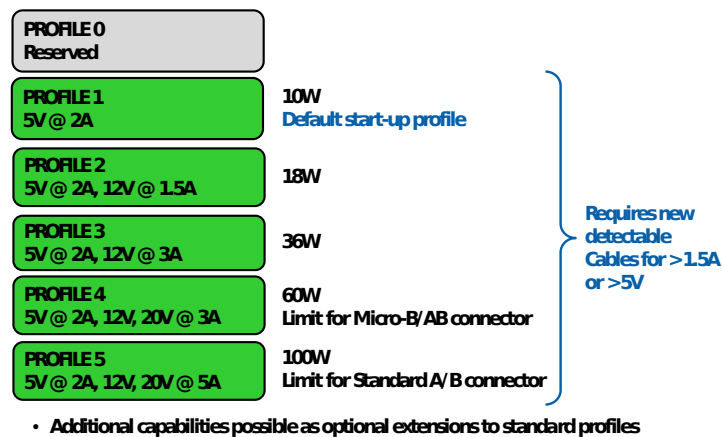 PROFILE 0
Reserved
PROFILE 1
5V @ 2A
10W
Default start-up profile
PROFILE 2
5V @ 2A, 12V @ 1.5A
18W
PROFILE 3
5V @ 2A, 12V @ 3A
36W
PROFILE 4
5V @ 2A, 12V, 20V @ 3A
60W
Limit for Micro-B/AB connector
PROFILE 5
5V @ 2A, 12V, 20V @ 5A
100W
Limit for Standard A/B connector
Requires new
detectable
Cables for >1.5A
or >5V
• Additional capabilities possible as optional extensions to standard profiles